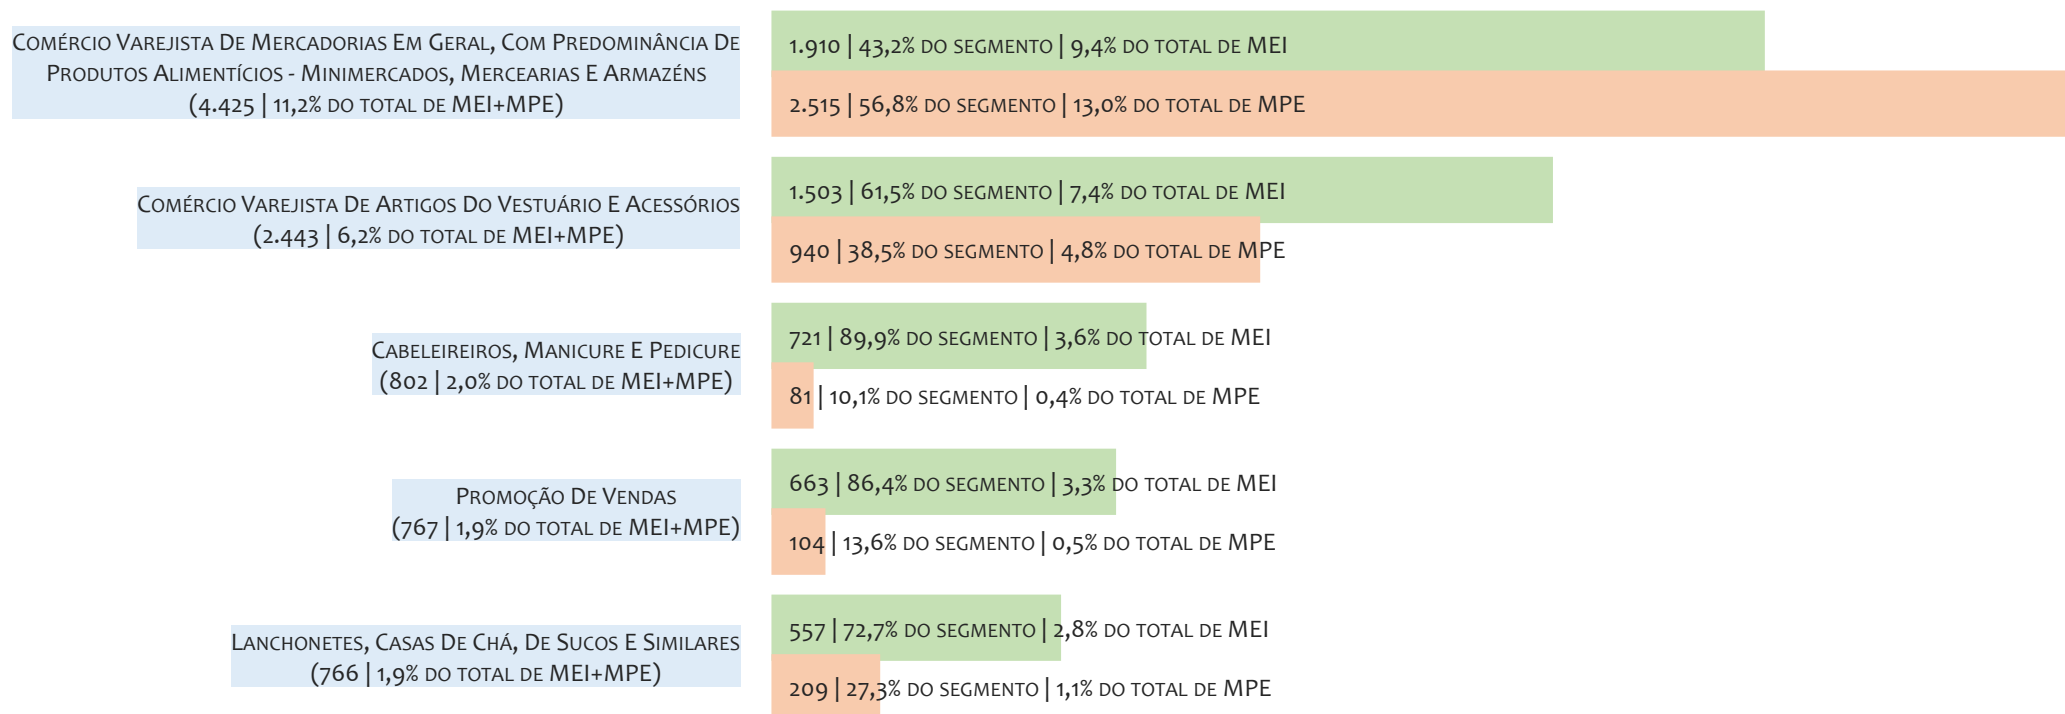 Comércio Varejista De Mercadorias Em Geral, Com Predominância De
Produtos Alimentícios - Minimercados, Mercearias E Armazéns
(4.425 | 11,2% do total de MEI+MPE)
1.910 | 43,2% do segmento | 9,4% do total de MEI
2.515 | 56,8% do segmento | 13,0% do total de MPE
Comércio Varejista De Artigos Do Vestuário E Acessórios
(2.443 | 6,2% do total de MEI+MPE)
1.503 | 61,5% do segmento | 7,4% do total de MEI
940 | 38,5% do segmento | 4,8% do total de MPE
Cabeleireiros, Manicure E Pedicure
(802 | 2,0% do total de MEI+MPE)
721 | 89,9% do segmento | 3,6% do total de MEI
81 | 10,1% do segmento | 0,4% do total de MPE
Promoção De Vendas
(767 | 1,9% do total de MEI+MPE)
663 | 86,4% do segmento | 3,3% do total de MEI
104 | 13,6% do segmento | 0,5% do total de MPE
Lanchonetes, Casas De Chá, De Sucos E Similares
(766 | 1,9% do total de MEI+MPE)
557 | 72,7% do segmento | 2,8% do total de MEI
209 | 27,3% do segmento | 1,1% do total de MPE